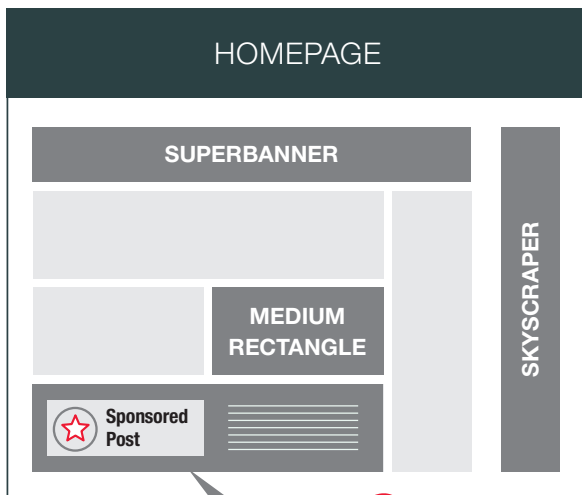 HOMEPAGE
SUPERBANNER
SKYSCRAPER
MEDIUM
RECTANGLE
Sponsored
Post